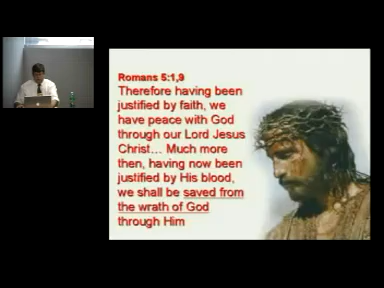 Romans 5:1,9
Therefore having been
justified by faith, we
have peace with God
through our Lord Jesus
Christ... Much more
then, having now been
justified by His blood,
we shall be saved from
the wrath of God
through Him